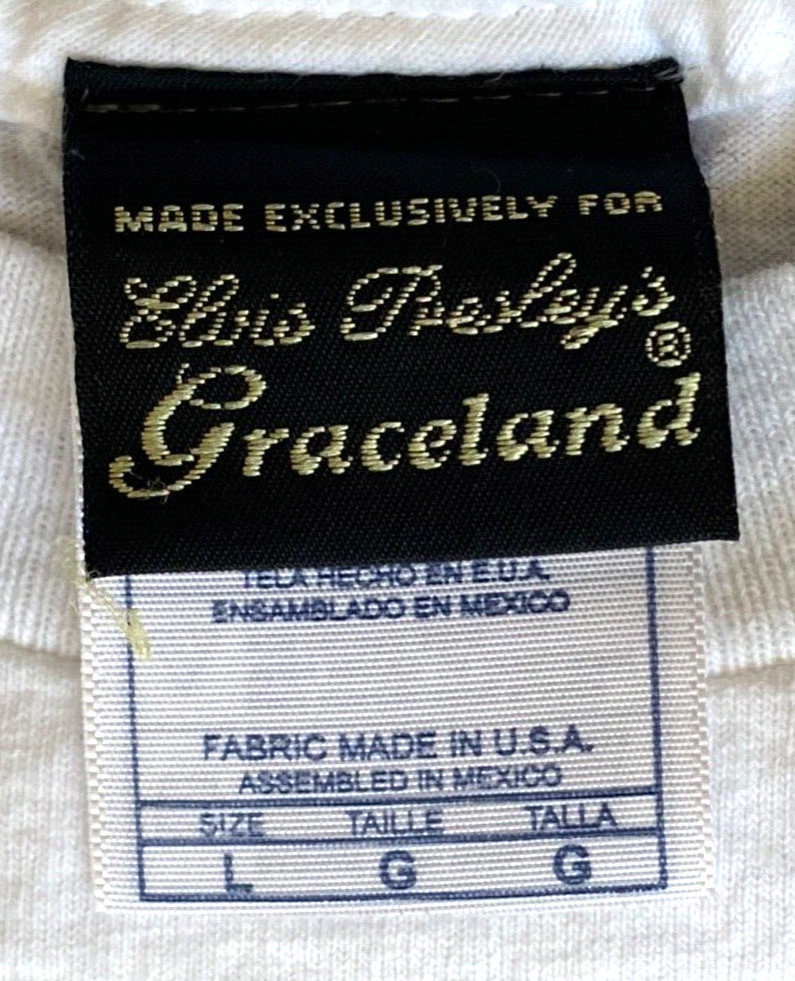 MADE EXCLUSIVELY FOR
Elvis Presley's
Graceland®
TELA HECHO EN E.U.A.
ENSAMBLADO EN MEXICO
FABRIC MADE IN U.S.A.
ASSEMBLED IN MEXICO
SIZE TAILLE TALLA
L G G